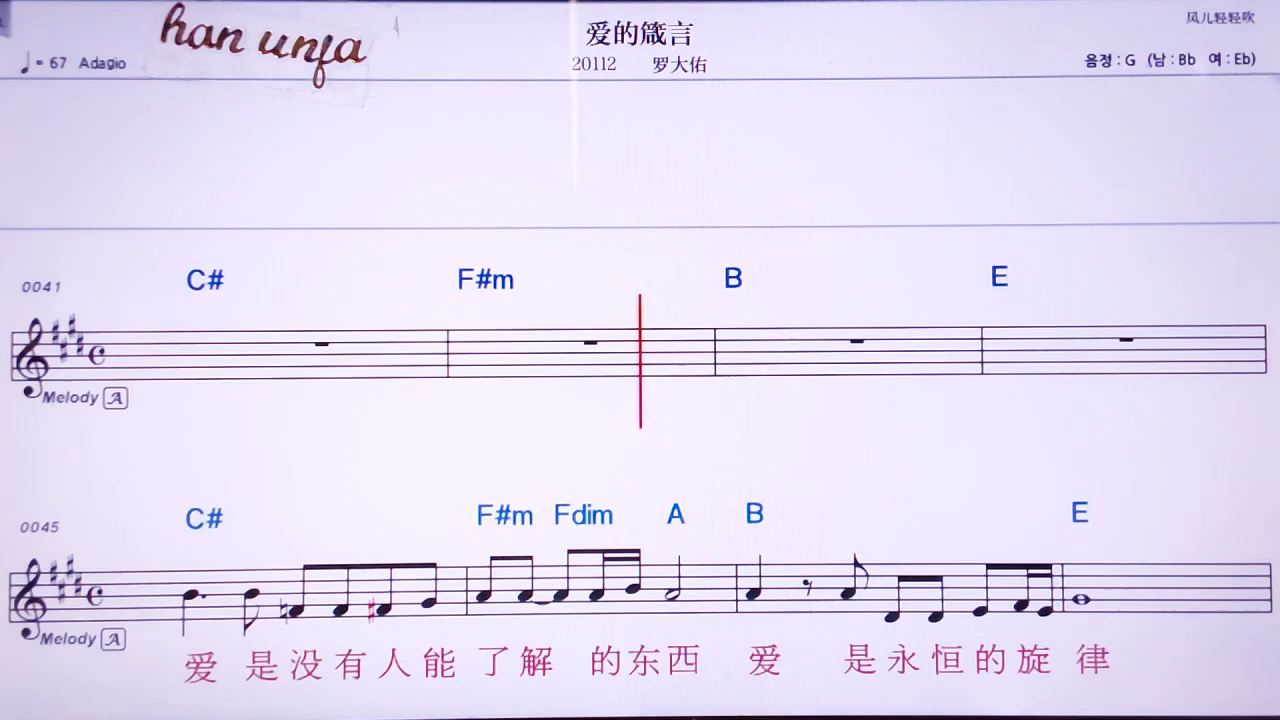 han unfa
爱的箴言
风儿轻轻吹
♩= 67 Adagio
20112 罗大佑
음정 : G (남 : Bb 여 : Eb)
0041 C# F#m B E
Melody A
0045 C# F#m Fdim A B E
Melody A
爱 是没有人能 了解 的东西 爱 是永恒的旋 律